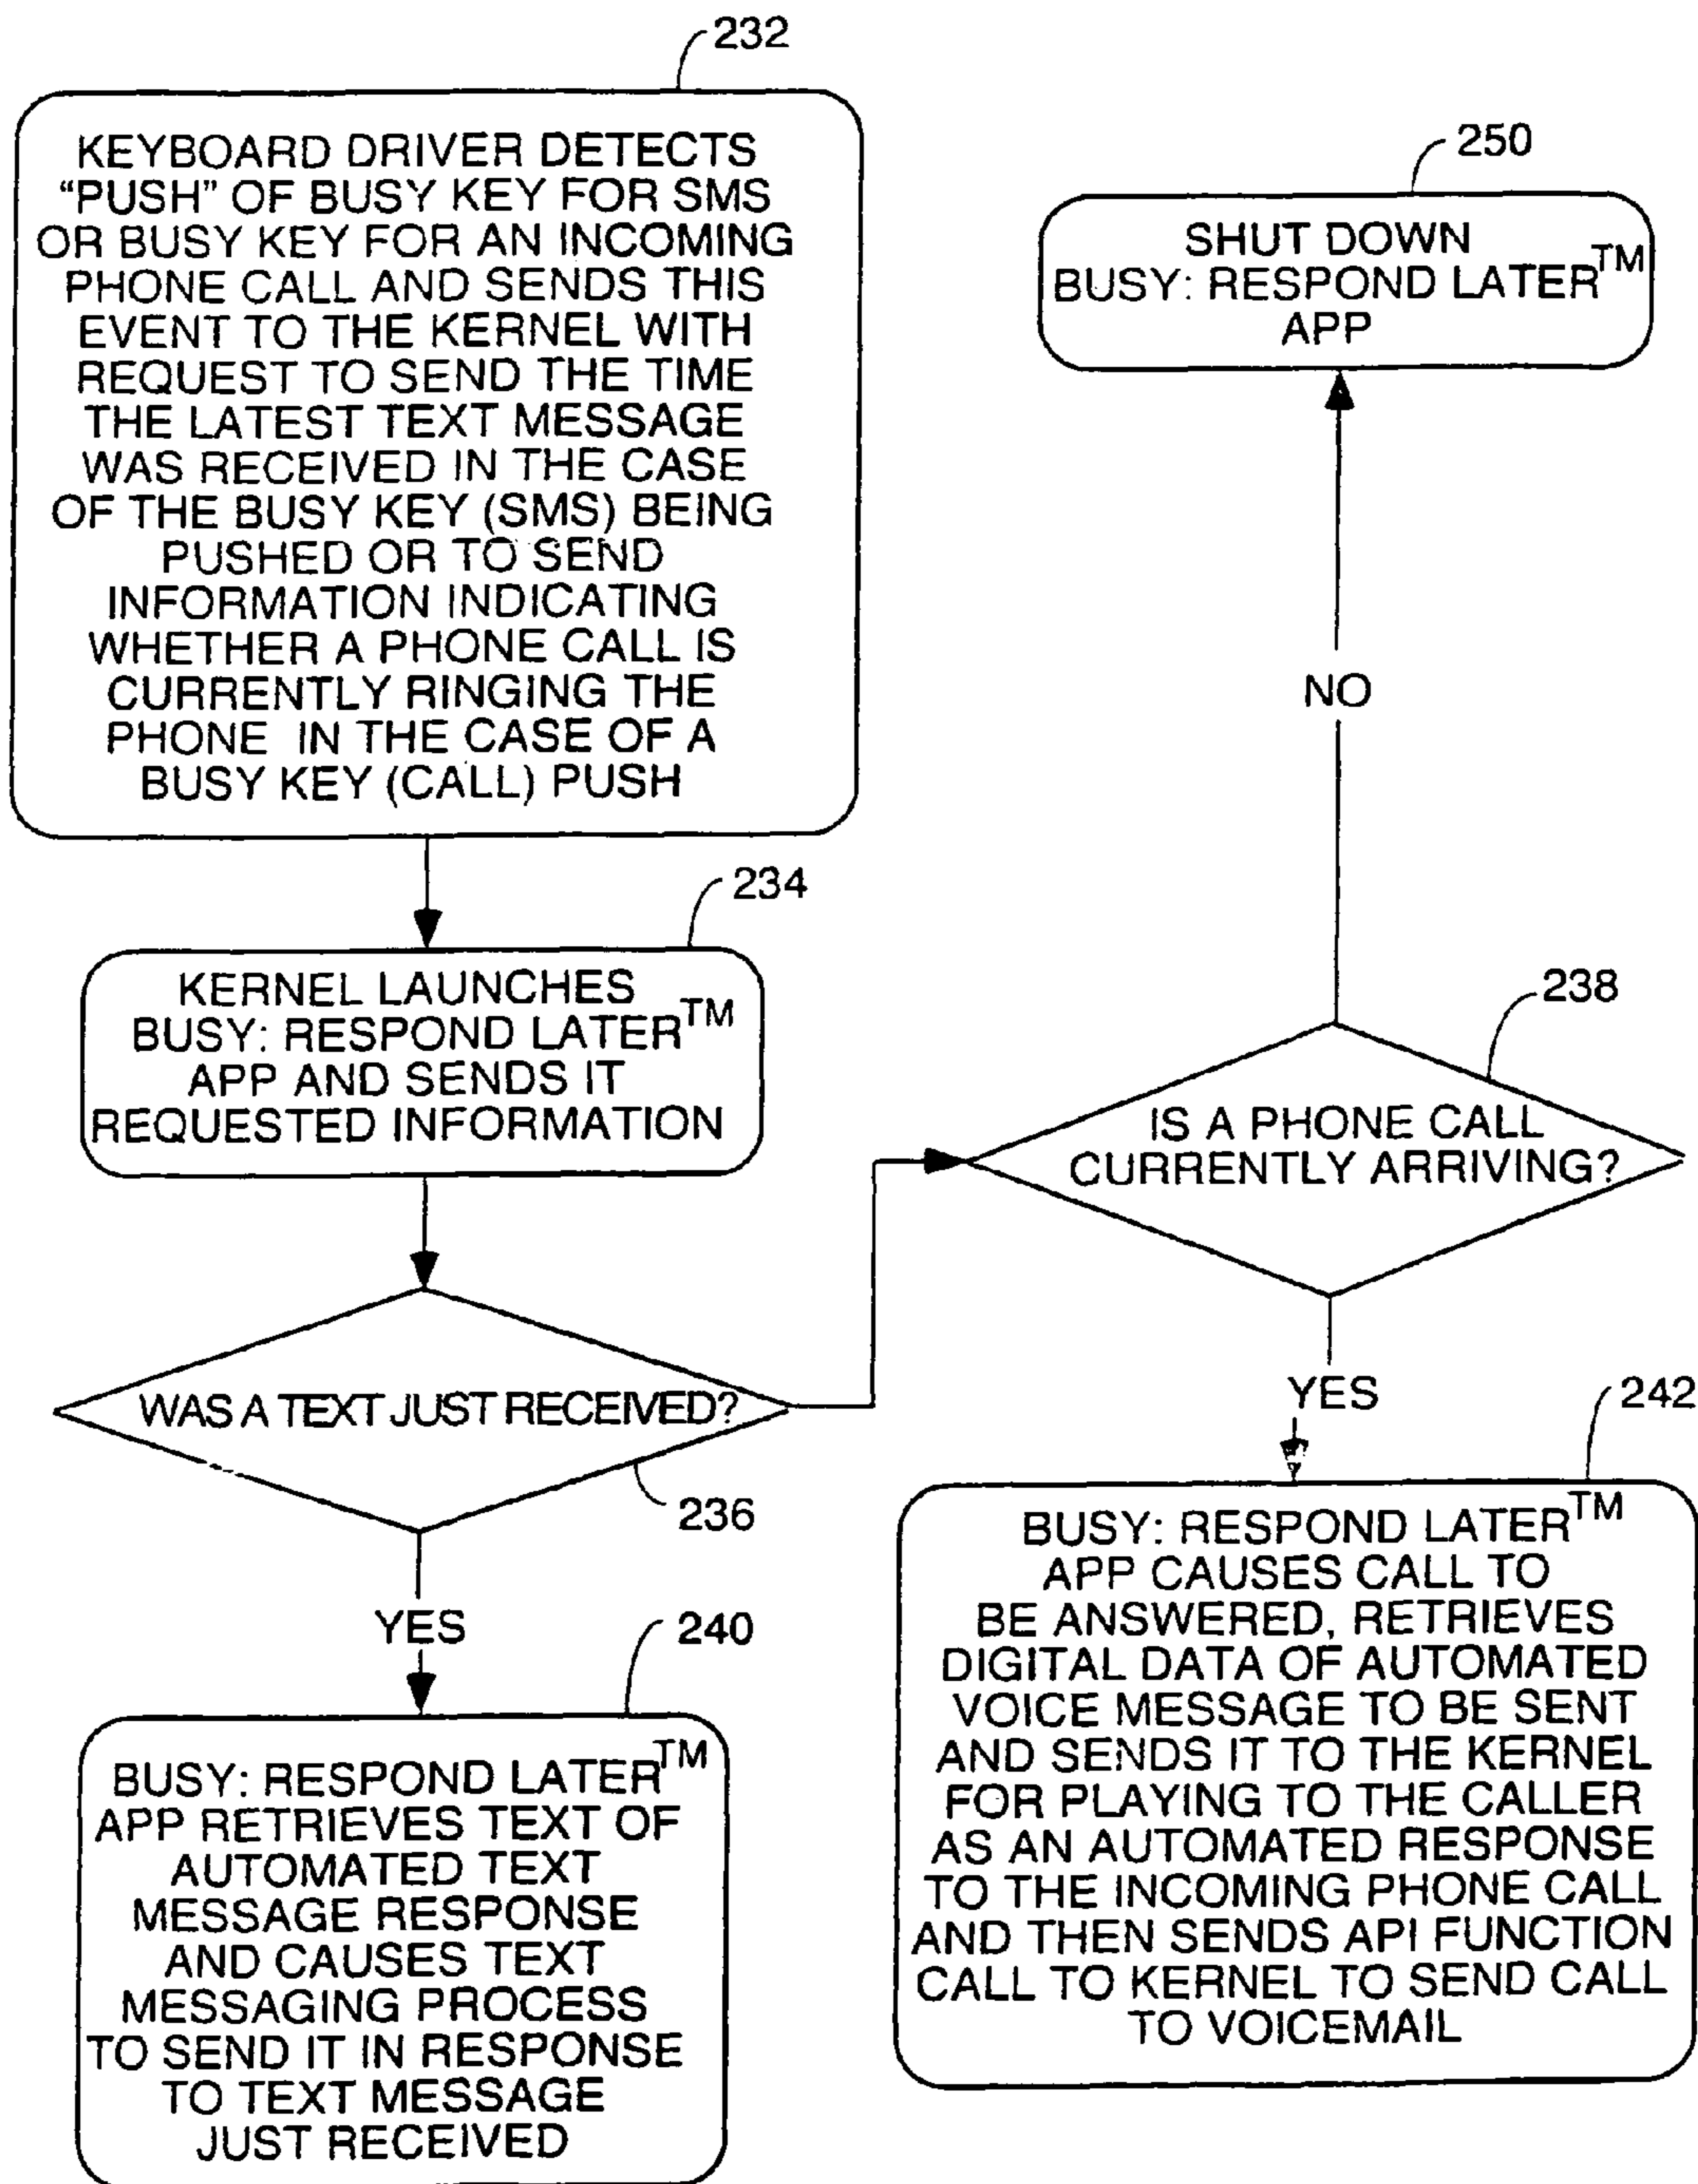 232
KEYBOARD DRIVER DETECTS
“PUSH” OF BUSY KEY FOR SMS
OR BUSY KEY FOR AN INCOMING
PHONE CALL AND SENDS THIS
EVENT TO THE KERNEL WITH
REQUEST TO SEND THE TIME
THE LATEST TEXT MESSAGE
WAS RECEIVED IN THE CASE
OF THE BUSY KEY (SMS) BEING
PUSHED OR TO SEND
INFORMATION INDICATING
WHETHER A PHONE CALL IS
CURRENTLY RINGING THE
PHONE IN THE CASE OF A
BUSY KEY (CALL) PUSH
234
KERNEL LAUNCHES
BUSY: RESPOND LATER™
APP AND SENDS IT
REQUESTED INFORMATION
WAS A TEXT JUST RECEIVED?
236
YES
240
BUSY: RESPOND LATER™
APP RETRIEVES TEXT OF
AUTOMATED TEXT
MESSAGE RESPONSE
AND CAUSES TEXT
MESSAGING PROCESS
TO SEND IT IN RESPONSE
TO TEXT MESSAGE
JUST RECEIVED
250
SHUT DOWN
BUSY: RESPOND LATER™
APP
NO
238
IS A PHONE CALL
CURRENTLY ARRIVING?
YES
242
BUSY: RESPOND LATER™
APP CAUSES CALL TO
BE ANSWERED, RETRIEVES
DIGITAL DATA OF AUTOMATED
VOICE MESSAGE TO BE SENT
AND SENDS IT TO THE KERNEL
FOR PLAYING TO THE CALLER
AS AN AUTOMATED RESPONSE
TO THE INCOMING PHONE CALL
AND THEN SENDS API FUNCTION
CALL TO KERNEL TO SEND CALL
TO VOICEMAIL